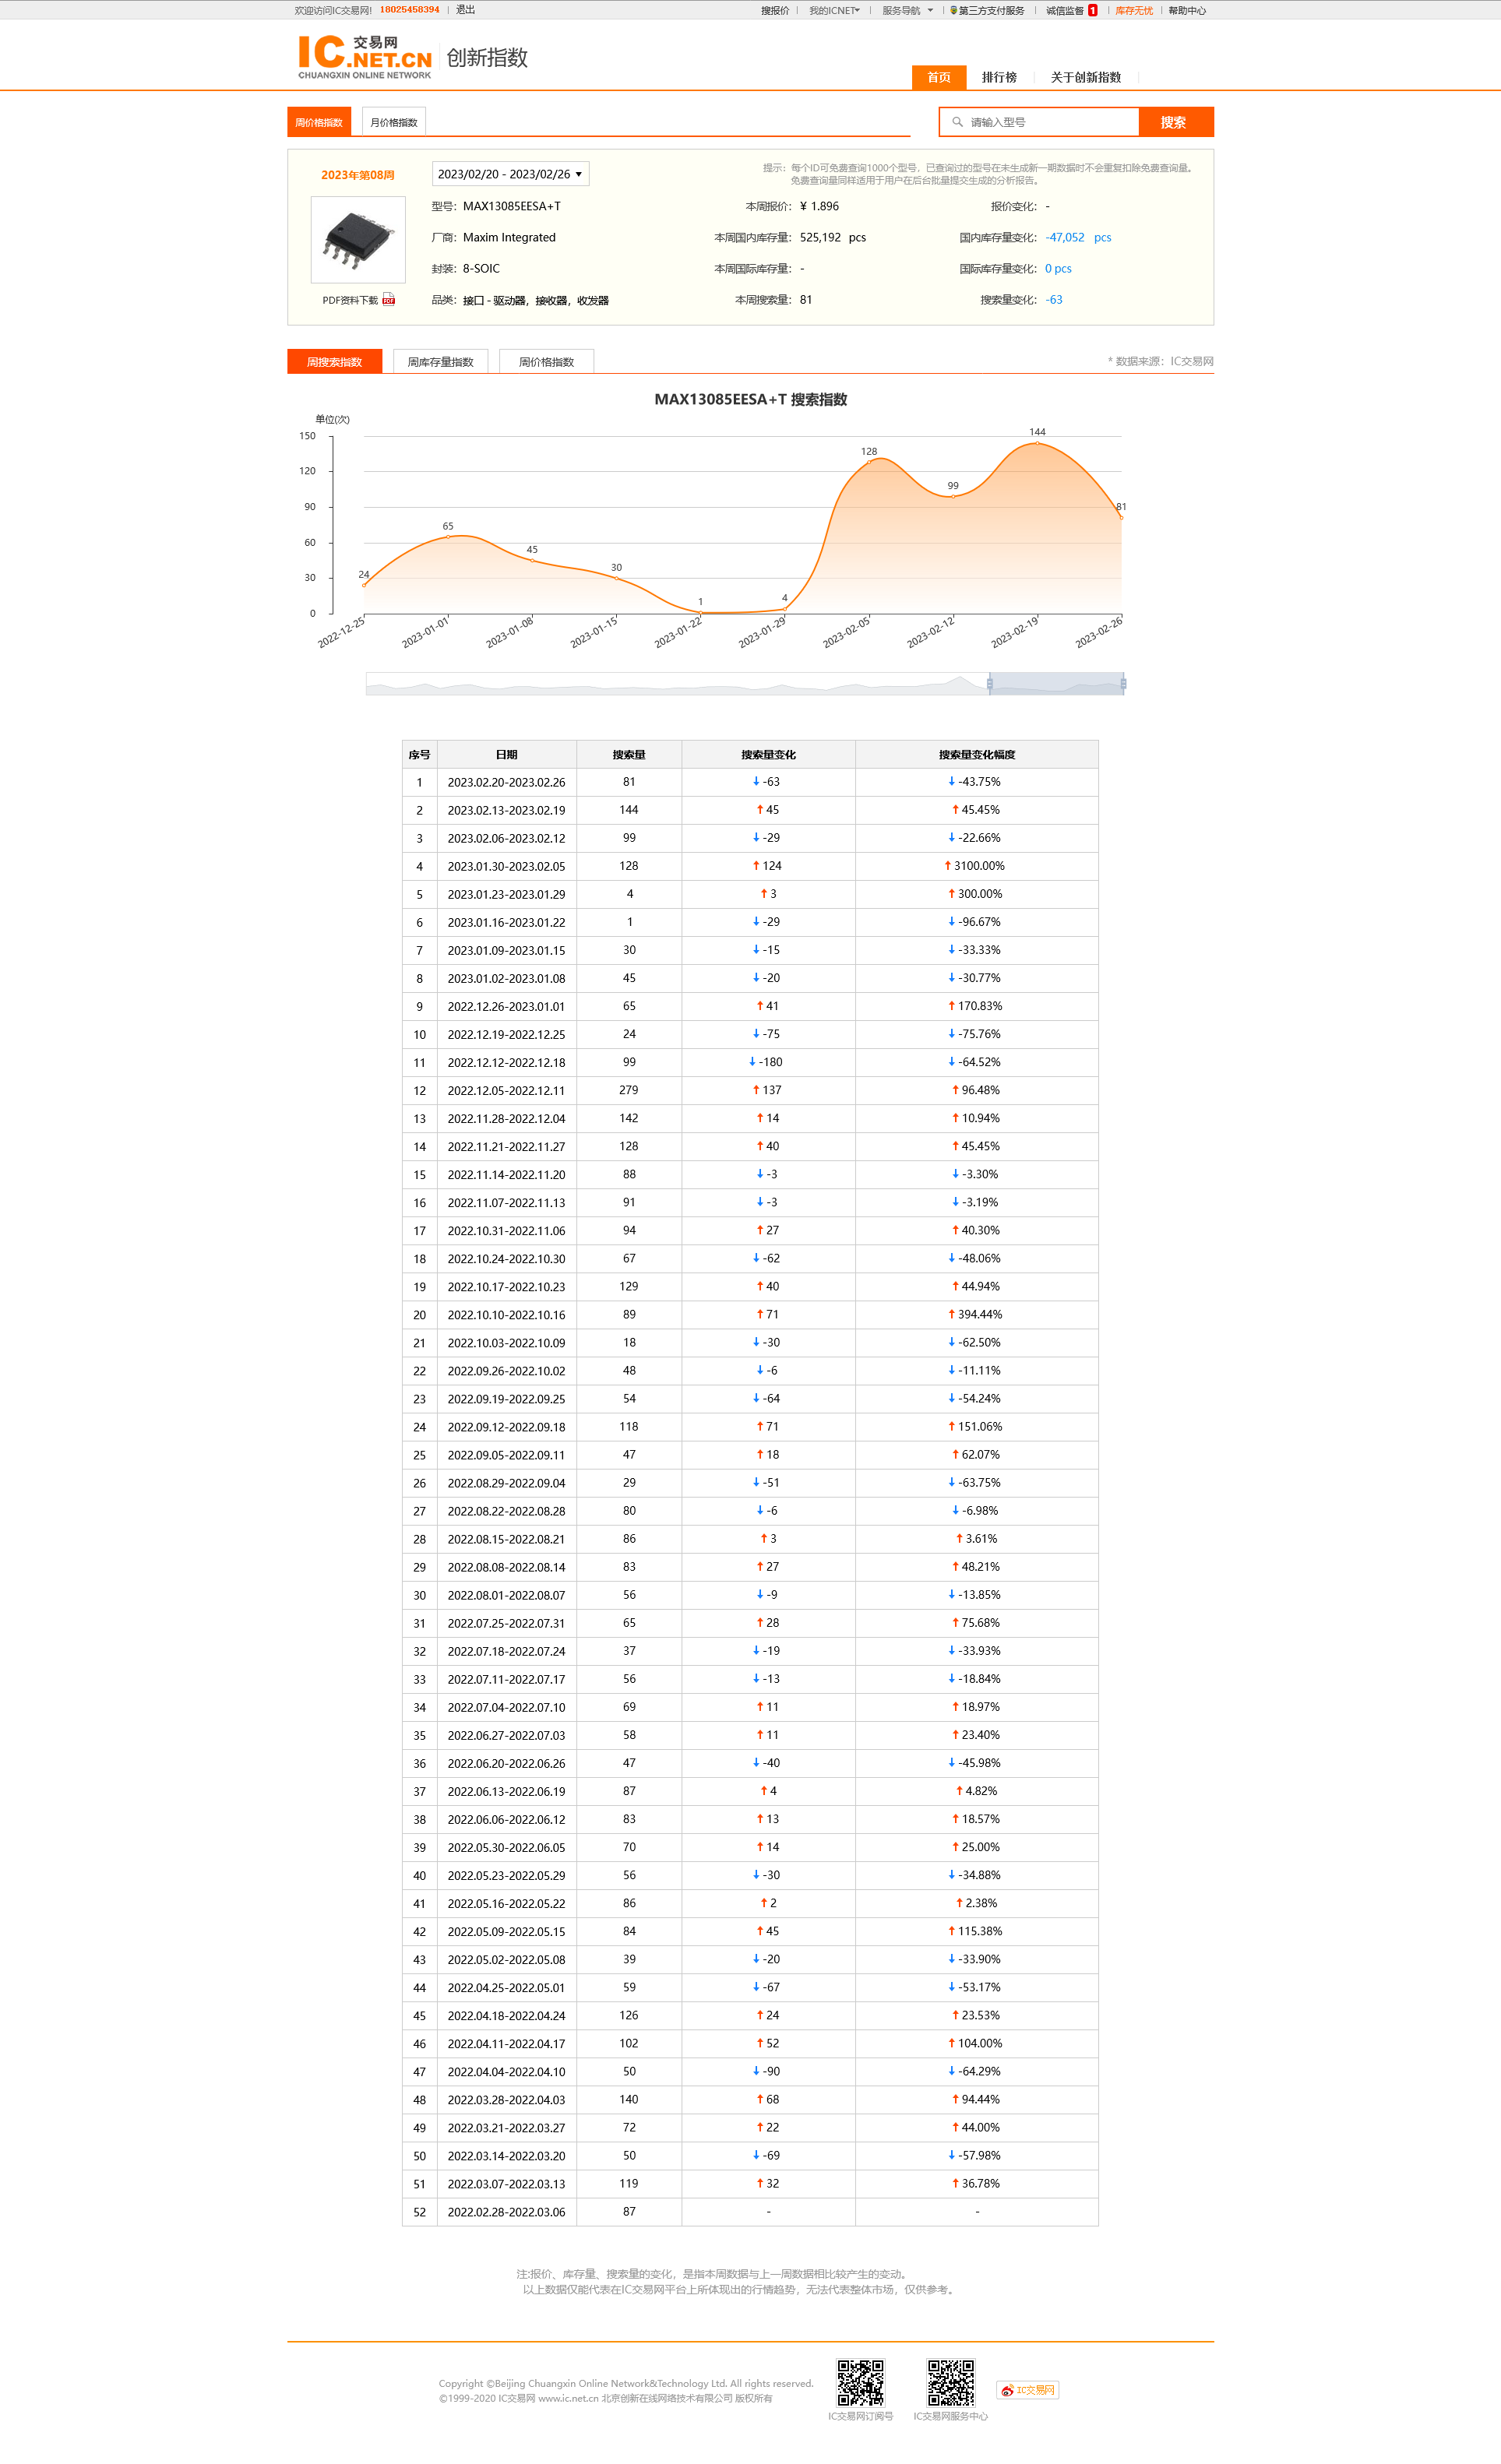 欢迎访问IC交易网! 18025458394 退出 搜报价 我的ICNET 服务导航 第三方支付服务 诚信监督 1 库存无忧 帮助中心
IC交易网 .NET.CN 创新指数
CHUANGXIN ONLINE NETWORK
首页 排行榜 关于创新指数
周价格指数 月价格指数 请输入型号 搜索
2023年第08周 2023/02/20 - 2023/02/26
提示：每个ID可免费查询1000个型号，已查询过的型号在未生成新一期数据时不会重复扣除免费查询量。
免费查询量同样适用于用户在后台批量提交生成的分析报告。
型号：MAX13085EESA+T 本周报价：¥ 1.896 报价变化：-
厂商：Maxim Integrated 本周国内库存量：525,192 pcs 国内库存量变化：-47,052 pcs
封装：8-SOIC 本周国际库存量：- 国际库存量变化：0 pcs
PDF资料下载 品类：接口 - 驱动器，接收器，收发器 本周搜索量：81 搜索量变化：-63
周搜索指数 周库存量指数 周价格指数 * 数据来源：IC交易网
MAX13085EESA+T 搜索指数
单位(次)
150
120
90
60
30
0
24 65 45 30 1 4 128 99 144 81
2022-12-25 2023-01-01 2023-01-08 2023-01-15 2023-01-22 2023-01-29 2023-02-05 2023-02-12 2023-02-19 2023-02-26
序号 日期 搜索量 搜索量变化 搜索量变化幅度
1 2023.02.20-2023.02.26 81 ↓ -63 ↓ -43.75%
2 2023.02.13-2023.02.19 144 ↑ 45 ↑ 45.45%
3 2023.02.06-2023.02.12 99 ↓ -29 ↓ -22.66%
4 2023.01.30-2023.02.05 128 ↑ 124 ↑ 3100.00%
5 2023.01.23-2023.01.29 4 ↑ 3 ↑ 300.00%
6 2023.01.16-2023.01.22 1 ↓ -29 ↓ -96.67%
7 2023.01.09-2023.01.15 30 ↓ -15 ↓ -33.33%
8 2023.01.02-2023.01.08 45 ↓ -20 ↓ -30.77%
9 2022.12.26-2023.01.01 65 ↑ 41 ↑ 170.83%
10 2022.12.19-2022.12.25 24 ↓ -75 ↓ -75.76%
11 2022.12.12-2022.12.18 99 ↓ -180 ↓ -64.52%
12 2022.12.05-2022.12.11 279 ↑ 137 ↑ 96.48%
13 2022.11.28-2022.12.04 142 ↑ 14 ↑ 10.94%
14 2022.11.21-2022.11.27 128 ↑ 40 ↑ 45.45%
15 2022.11.14-2022.11.20 88 ↓ -3 ↓ -3.30%
16 2022.11.07-2022.11.13 91 ↓ -3 ↓ -3.19%
17 2022.10.31-2022.11.06 94 ↑ 27 ↑ 40.30%
18 2022.10.24-2022.10.30 67 ↓ -62 ↓ -48.06%
19 2022.10.17-2022.10.23 129 ↑ 40 ↑ 44.94%
20 2022.10.10-2022.10.16 89 ↑ 71 ↑ 394.44%
21 2022.10.03-2022.10.09 18 ↓ -30 ↓ -62.50%
22 2022.09.26-2022.10.02 48 ↓ -6 ↓ -11.11%
23 2022.09.19-2022.09.25 54 ↓ -64 ↓ -54.24%
24 2022.09.12-2022.09.18 118 ↑ 71 ↑ 151.06%
25 2022.09.05-2022.09.11 47 ↑ 18 ↑ 62.07%
26 2022.08.29-2022.09.04 29 ↓ -51 ↓ -63.75%
27 2022.08.22-2022.08.28 80 ↓ -6 ↓ -6.98%
28 2022.08.15-2022.08.21 86 ↑ 3 ↑ 3.61%
29 2022.08.08-2022.08.14 83 ↑ 27 ↑ 48.21%
30 2022.08.01-2022.08.07 56 ↓ -9 ↓ -13.85%
31 2022.07.25-2022.07.31 65 ↑ 28 ↑ 75.68%
32 2022.07.18-2022.07.24 37 ↓ -19 ↓ -33.93%
33 2022.07.11-2022.07.17 56 ↓ -13 ↓ -18.84%
34 2022.07.04-2022.07.10 69 ↑ 11 ↑ 18.97%
35 2022.06.27-2022.07.03 58 ↑ 11 ↑ 23.40%
36 2022.06.20-2022.06.26 47 ↓ -40 ↓ -45.98%
37 2022.06.13-2022.06.19 87 ↑ 4 ↑ 4.82%
38 2022.06.06-2022.06.12 83 ↑ 13 ↑ 18.57%
39 2022.05.30-2022.06.05 70 ↑ 14 ↑ 25.00%
40 2022.05.23-2022.05.29 56 ↓ -30 ↓ -34.88%
41 2022.05.16-2022.05.22 86 ↑ 2 ↑ 2.38%
42 2022.05.09-2022.05.15 84 ↑ 45 ↑ 115.38%
43 2022.05.02-2022.05.08 39 ↓ -20 ↓ -33.90%
44 2022.04.25-2022.05.01 59 ↓ -67 ↓ -53.17%
45 2022.04.18-2022.04.24 126 ↑ 24 ↑ 23.53%
46 2022.04.11-2022.04.17 102 ↑ 52 ↑ 104.00%
47 2022.04.04-2022.04.10 50 ↓ -90 ↓ -64.29%
48 2022.03.28-2022.04.03 140 ↑ 68 ↑ 94.44%
49 2022.03.21-2022.03.27 72 ↑ 22 ↑ 44.00%
50 2022.03.14-2022.03.20 50 ↓ -69 ↓ -57.98%
51 2022.03.07-2022.03.13 119 ↑ 32 ↑ 36.78%
52 2022.02.28-2022.03.06 87 - -
注:报价、库存量、搜索量的变化，是指本周数据与上一周数据相比较产生的变动。
以上数据仅能代表在IC交易网平台上所体现出的行情趋势，无法代表整体市场，仅供参考。
Copyright ©Beijing Chuangxin Online Network&Technology Ltd. All rights reserved.
©1999-2020 IC交易网 www.ic.net.cn 北京创新在线网络技术有限公司 版权所有
IC交易网订阅号 IC交易网服务中心 IC交易网